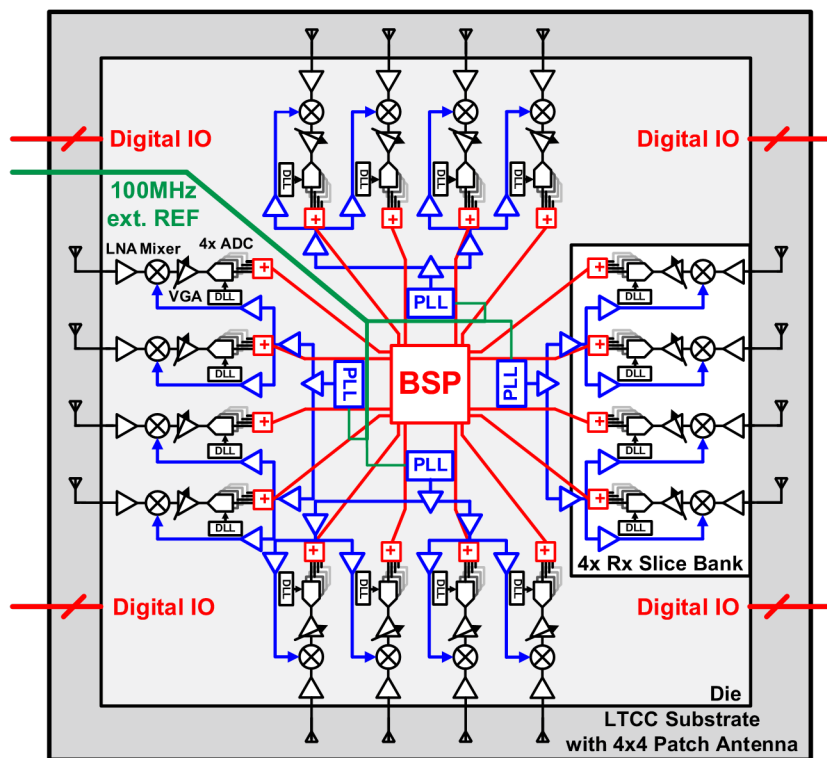 Digital IO
Digital IO
100MHz
ext. REF
DLL
DLL
DLL
DLL
+
+
+
+
LNA Mixer
4x ADC
VGA
DLL
+
+
DLL
PLL
DLL
+
+
DLL
PLL
BSP
PLL
DLL
+
+
DLL
PLL
DLL
+
+
DLL
4x Rx Slice Bank
+
+
+
+
DLL
DLL
DLL
DLL
Digital IO
Digital IO
Die
LTCC Substrate
with 4x4 Patch Antenna